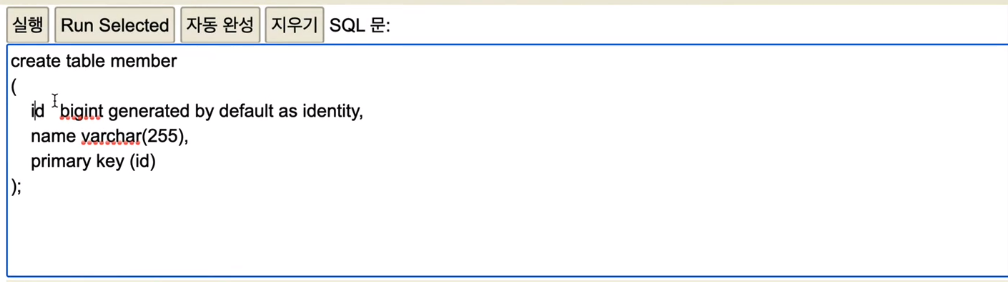 실행 Run Selected 자동 완성 지우기 SQL 문:
create table member
(
id bigint generated by default as identity,
name varchar(255),
primary key (id)
);